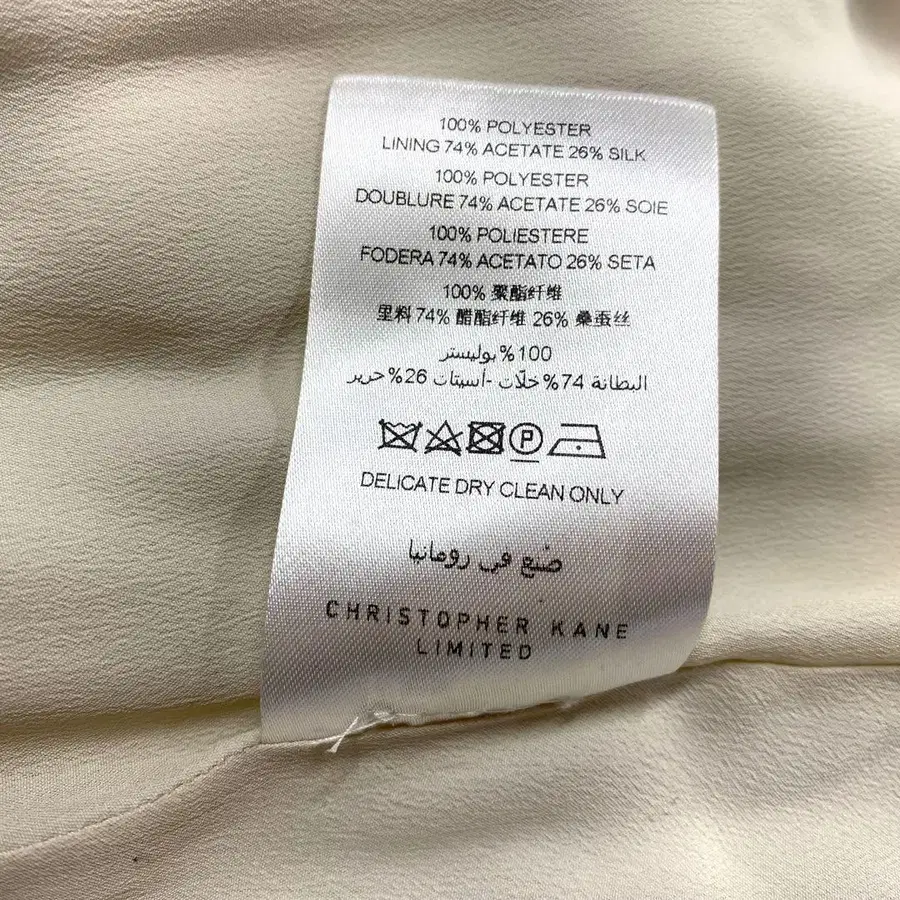 100% POLYESTER
LINING 74% ACETATE 26% SILK
100% POLYESTER
DOUBLURE 74% ACETATE 26% SOIE
100% POLIESTERE
FODERA 74% ACETATO 26% SETA
100% 聚酯纤维
里料 74% 醋酯纤维 26% 桑蚕丝
100% بوليستر
البطانة 74% خلّات -أسيتات 26% حرير
P
DELICATE DRY CLEAN ONLY
صنع في رومانيا
CHRISTOPHER KANE
LIMITED